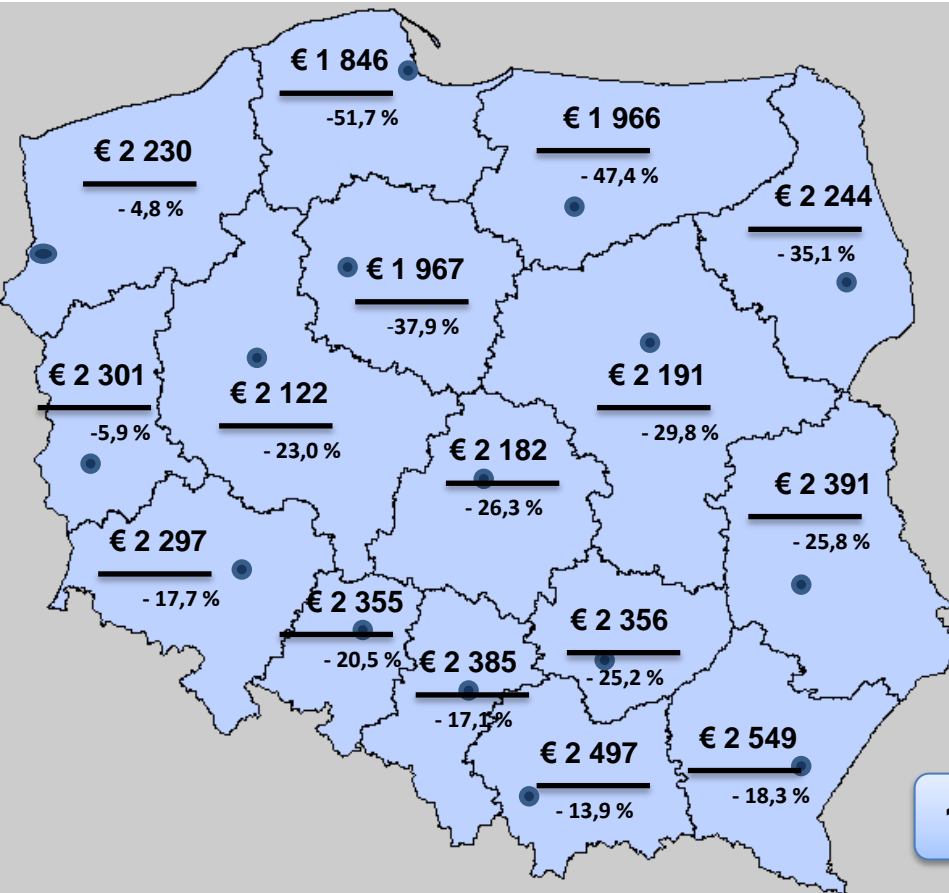 € 1 846
-51,7 %
€ 1 966
- 47,4 %
€ 2 230
- 4,8 %
€ 2 244
- 35,1 %
€ 1 967
-37,9 %
€ 2 301
-5,9 %
€ 2 122
- 23,0 %
€ 2 191
- 29,8 %
€ 2 182
- 26,3 %
€ 2 391
- 25,8 %
€ 2 297
- 17,7 %
€ 2 355
- 20,5 %
€ 2 356
- 25,2 %
€ 2 385
- 17,1%
€ 2 497
- 13,9 %
€ 2 549
- 18,3 %